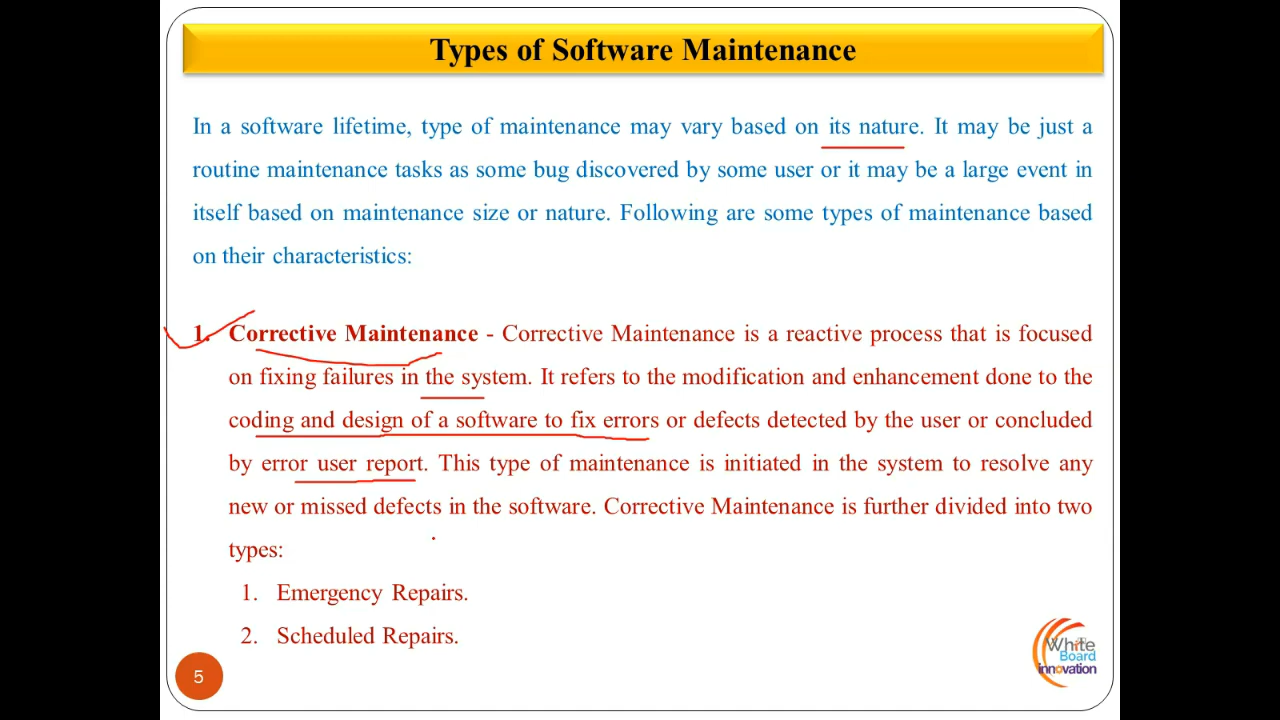 Types of Software Maintenance
In a software lifetime, type of maintenance may vary based on its nature. It may be just a
routine maintenance tasks as some bug discovered by some user or it may be a large event in
itself based on maintenance size or nature. Following are some types of maintenance based
on their characteristics:
1. Corrective Maintenance - Corrective Maintenance is a reactive process that is focused
on fixing failures in the system. It refers to the modification and enhancement done to the
coding and design of a software to fix errors or defects detected by the user or concluded
by error user report. This type of maintenance is initiated in the system to resolve any
new or missed defects in the software. Corrective Maintenance is further divided into two
types:
1. Emergency Repairs.
2. Scheduled Repairs.
5
White
Board
innovation